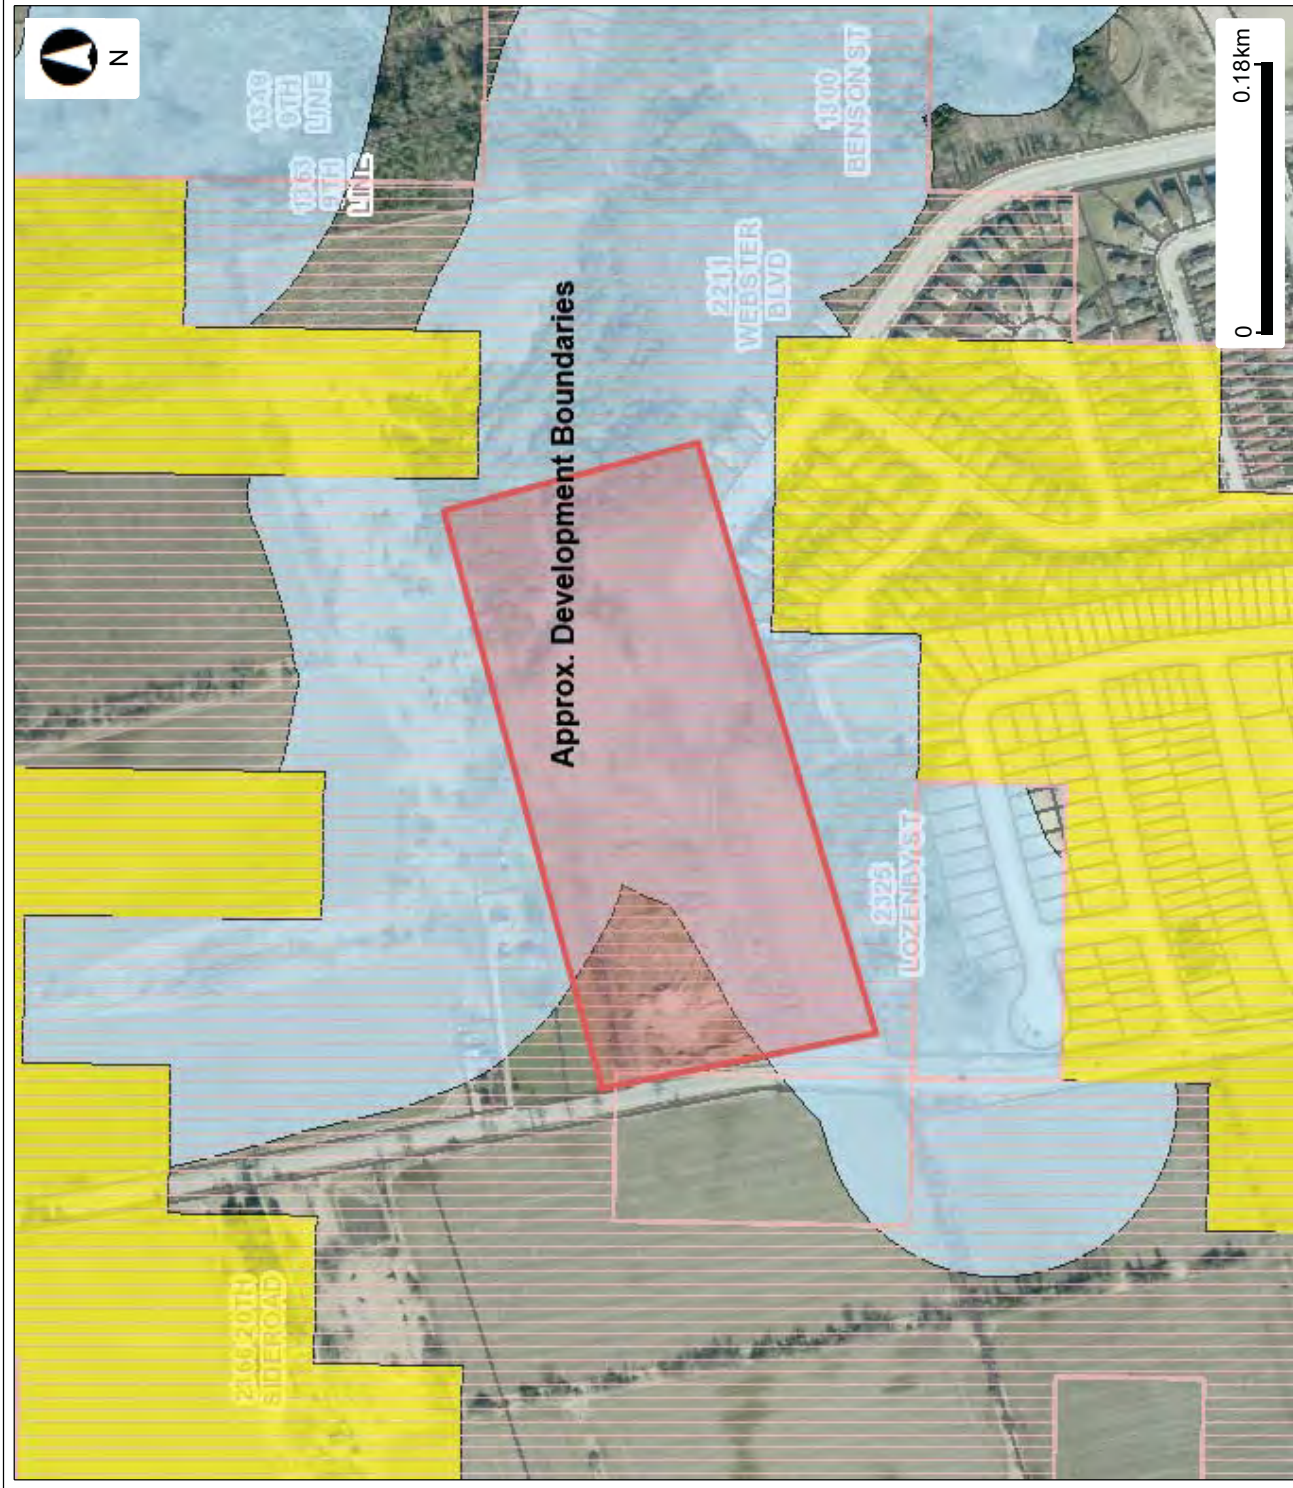 N
1348
9TH
LINE
1363
9TH
LINE
1300
BENSON ST
2211
WEBSTER
BLVD
Approx. Development Boundaries
2325
LOZENBY ST
2366 20TH
SIDEROAD
0
0.18km